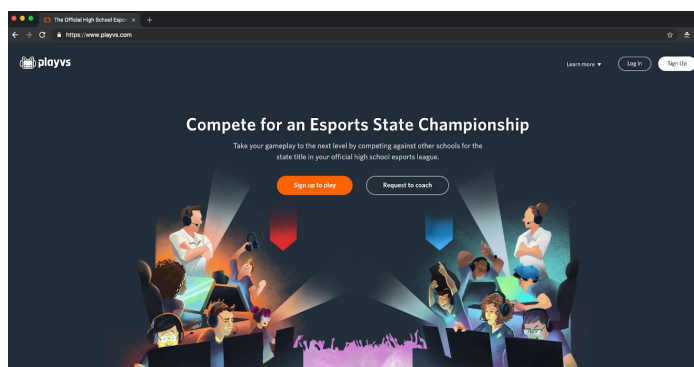 The Official High School Espor
https://www.playvs.com
playvs
Learn more
Log In
Sign Up
Compete for an Esports State Championship
Take your gameplay to the next level by competing against other schools for the
state title in your official high school esports league.
Sign up to play
Request to coach